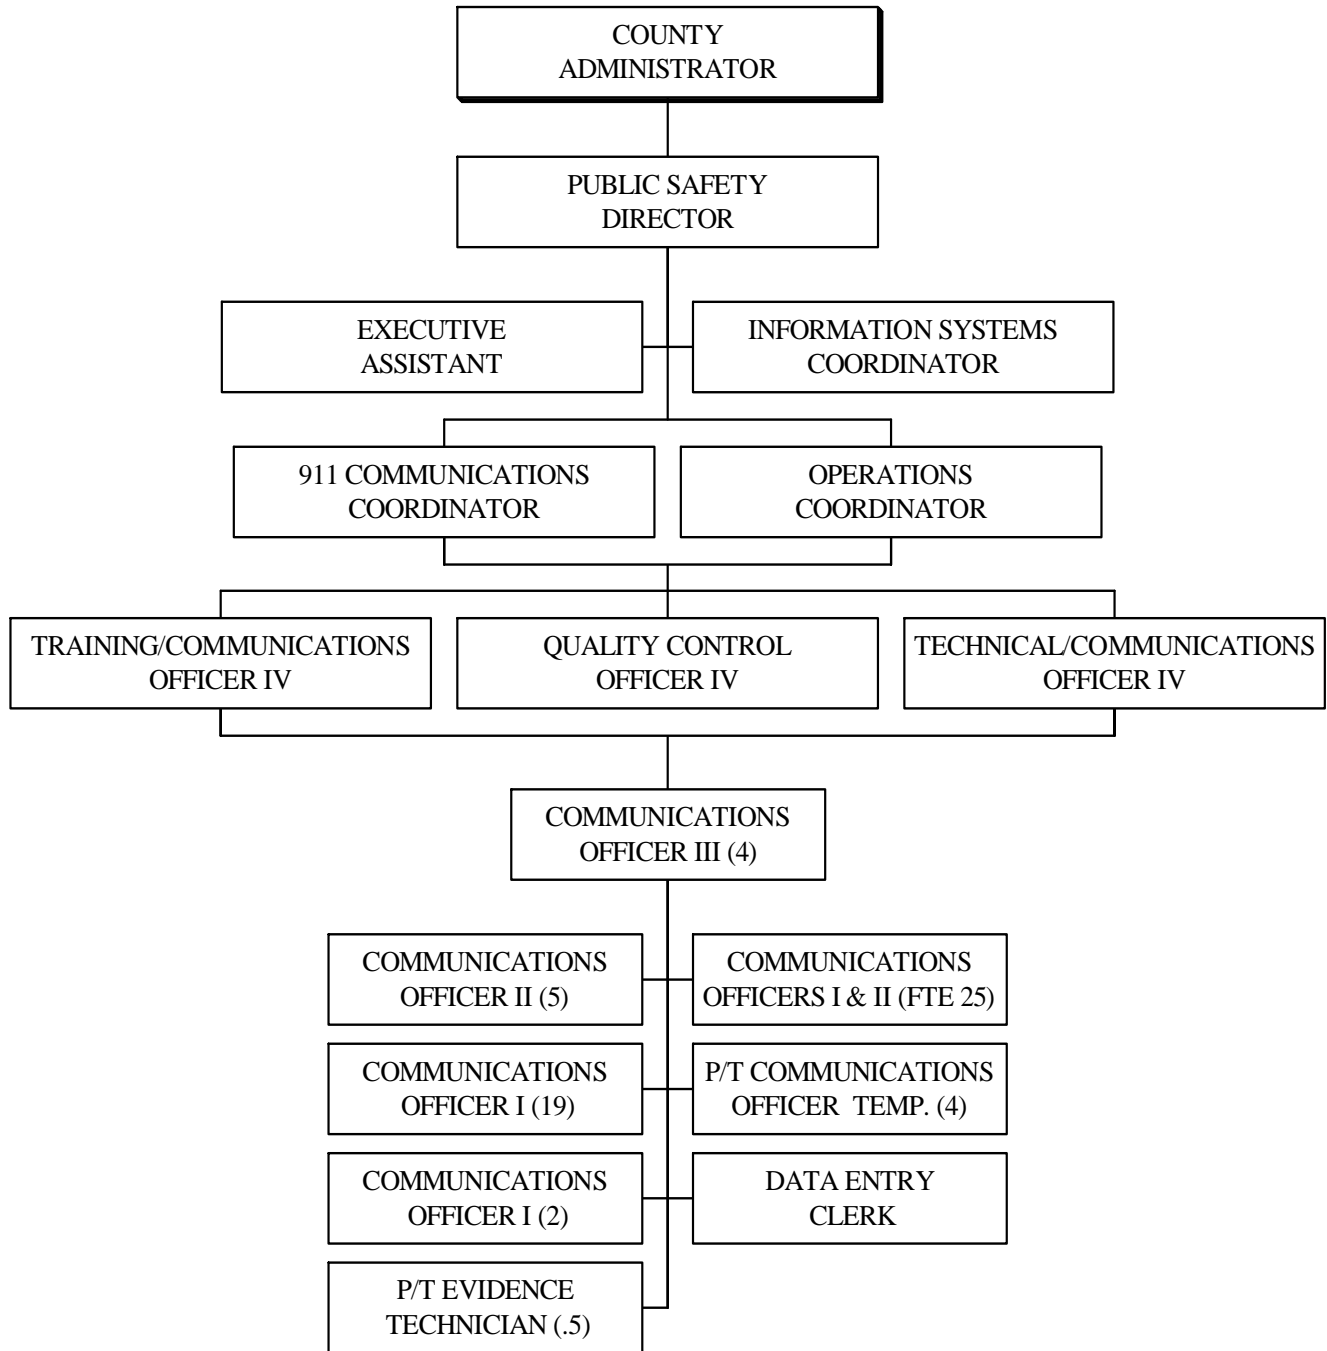 COUNTY
ADMINISTRATOR
PUBLIC SAFETY
DIRECTOR
EXECUTIVE
ASSISTANT
INFORMATION SYSTEMS
COORDINATOR
911 COMMUNICATIONS
COORDINATOR
OPERATIONS
COORDINATOR
TRAINING/COMMUNICATIONS
OFFICER IV
QUALITY CONTROL
OFFICER IV
TECHNICAL/COMMUNICATIONS
OFFICER IV
COMMUNICATIONS
OFFICER III (4)
COMMUNICATIONS
OFFICER II (5)
COMMUNICATIONS
OFFICERS I & II (FTE 25)
COMMUNICATIONS
OFFICER I (19)
P/T COMMUNICATIONS
OFFICER TEMP. (4)
COMMUNICATIONS
OFFICER I (2)
DATA ENTRY
CLERK
P/T EVIDENCE
TECHNICIAN (.5)